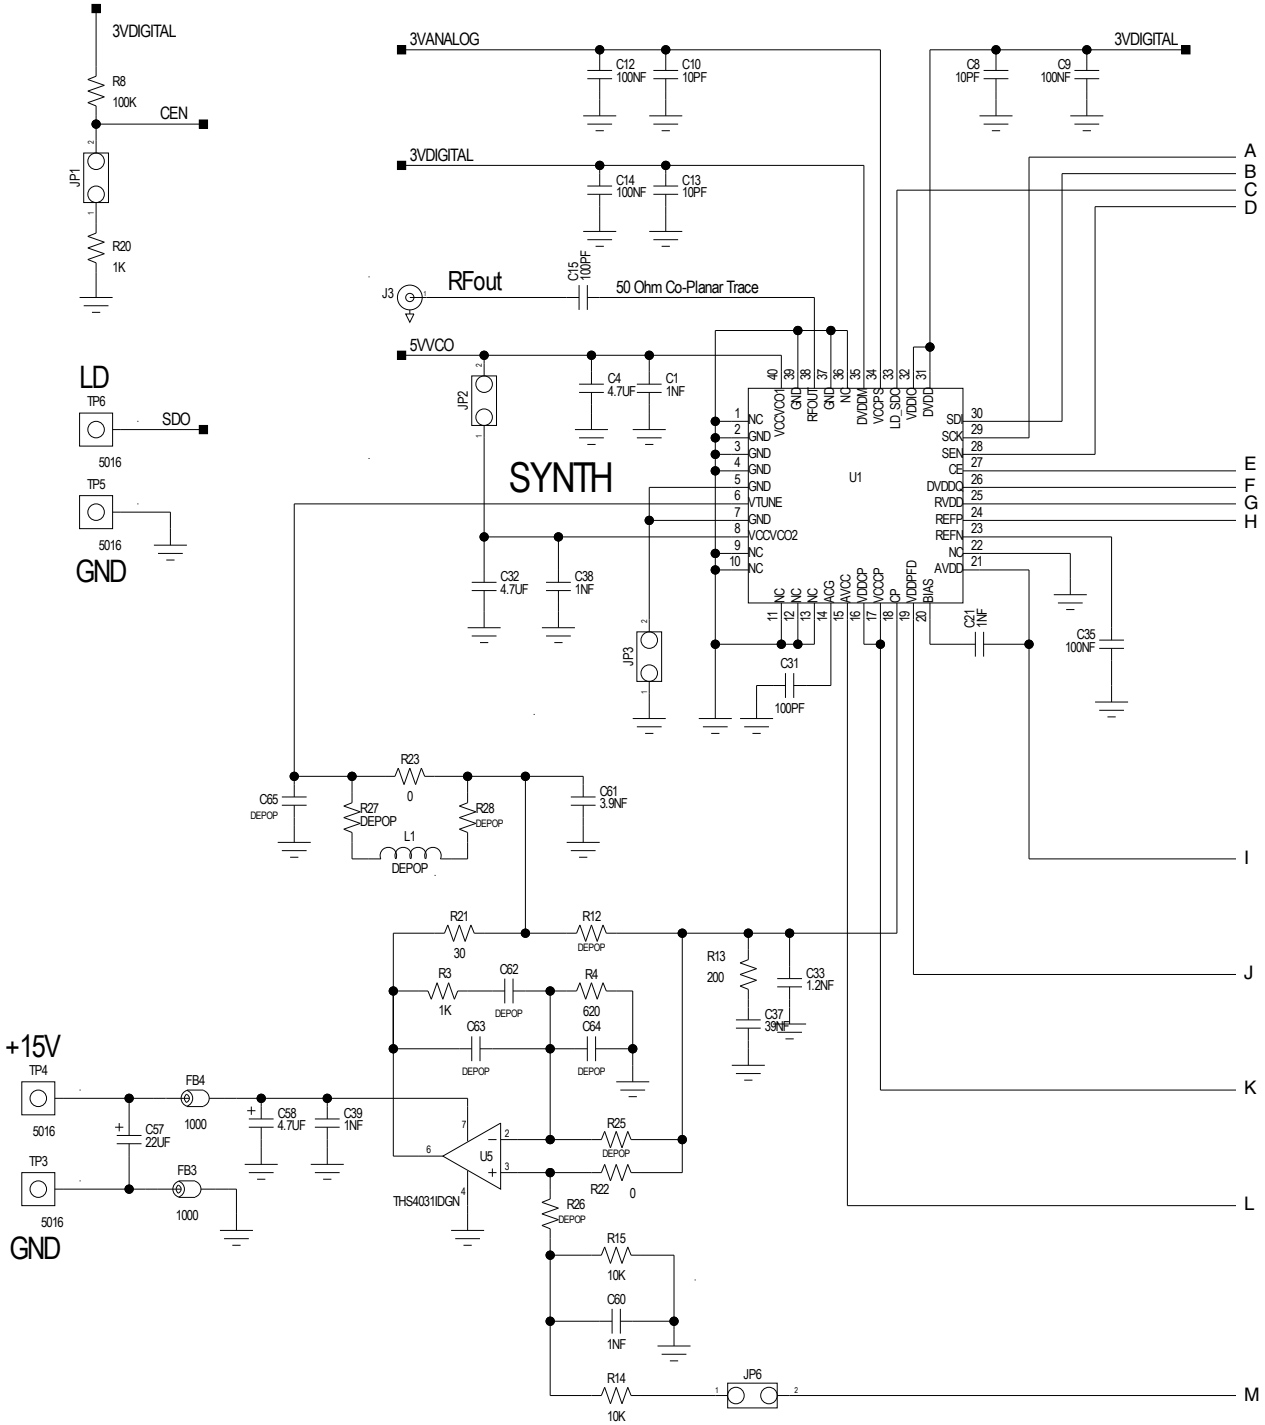 3VDIGITAL
R8
100K
CEN
2
JP1
1
R20
1K
LD
TP6
SDO
5016
TP5
5016
GND
3VANALOG
C12
100NF
C10
10PF
3VDIGITAL
C8
10PF
C9
100NF
3VDIGITAL
C14
100NF
C13
10PF
A
B
C
D
J3
1
RFout
C15
100PF
50 Ohm Co-Planar Trace
5VVCO
2
JP2
1
C4
4.7UF
C1
1NF
SYNTH
40
39
38
37
36
35
34
33
32
31
VCCVCO1
GND
RFOUT
GND
NC
DVDDM
VCCPS
LD_SDO
VDDIO
DVDD
1 NC
2 GND
3 GND
4 GND
5 GND
6 VTUNE
7 GND
8 VCCVCO2
9 NC
10 NC
U1
SDI 30
SCK 29
SEN 28
CE 27
DVDDQ 26
RVDD 25
REFP 24
REFN 23
NC 22
AVDD 21
E
F
G
H
NC
NC
NC
ACG
AVCC
VDDCP
VCCCP
CP
VDDPFD
BIAS
11
12
13
14
15
16
17
18
19
20
C32
4.7UF
C38
1NF
2
JP3
1
C31
100PF
C21
1NF
C35
100NF
R23
0
C65
DEPOP
R27
DEPOP
R28
DEPOP
L1
DEPOP
C61
3.9NF
I
R21
30
R12
DEPOP
R3
1K
C62
DEPOP
R4
620
C63
DEPOP
C64
DEPOP
R13
200
C33
1.2NF
C37
39NF
J
+15V
TP4
5016
FB4
1000
+
C57
22UF
+
C58
4.7UF
C39
1NF
TP3
5016
FB3
1000
GND
7
6
2
3
4
U5
THS4031IDGN
R25
DEPOP
R22
0
R26
DEPOP
K
L
R15
10K
C60
1NF
R14
10K
1
JP6
2
M